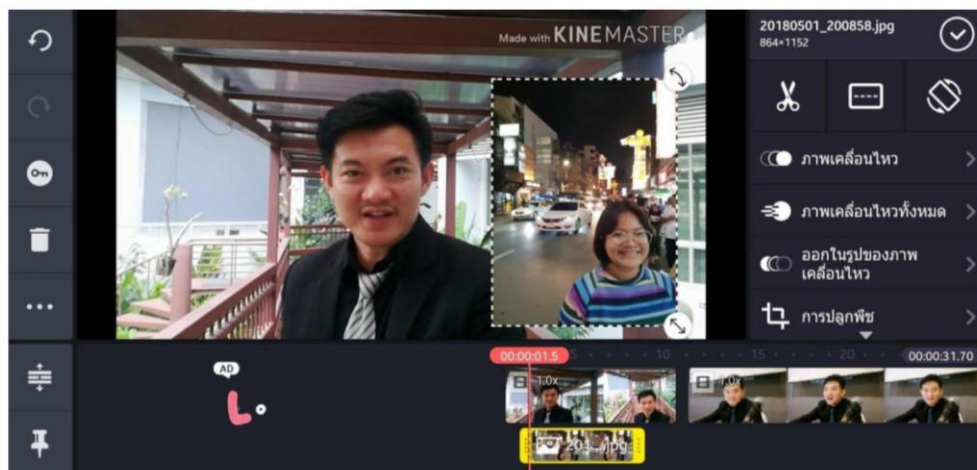 Made with KINEMASTER
20180501_200858.jpg
864×1152
ภาพเคลื่อนไหว
ภาพเคลื่อนไหวทั้งหมด
ออกในรูปของภาพ
เคลื่อนไหว
การปลูกพืช
AD
00:00:01.5
5
10
15
20
00:00:31.70
1.0x
1.0x
201 .jpg